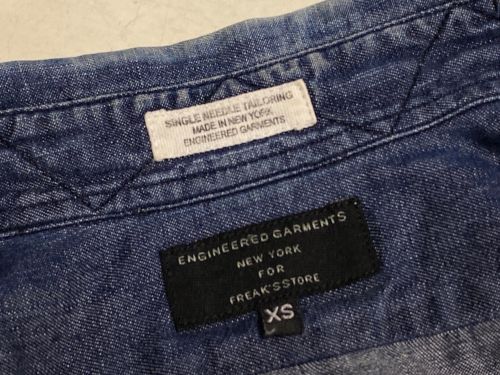 SINGLE NEEDLE TAILORING
MADE IN NEW YORK
ENGINEERED GARMENTS
ENGINEERED GARMENTS
NEW YORK
FOR
FREAK'S STORE
XS